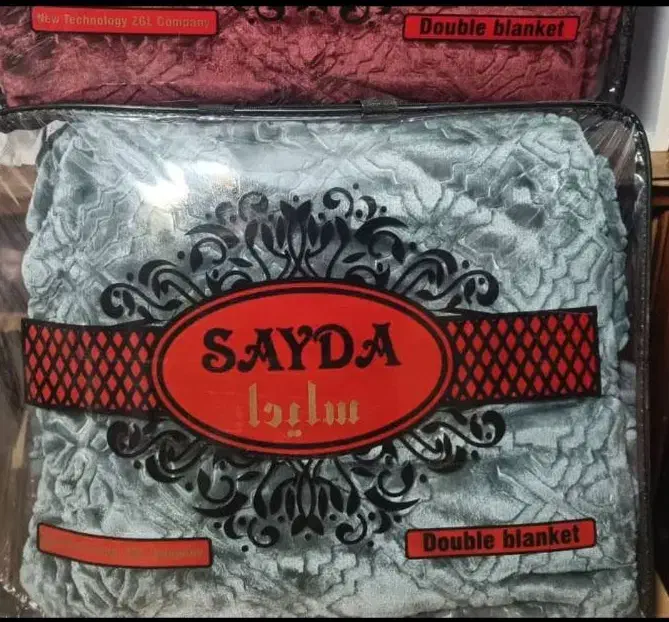 New Technology ZGL Company
Double blanket
SAYDA
سايدا
Double blanket